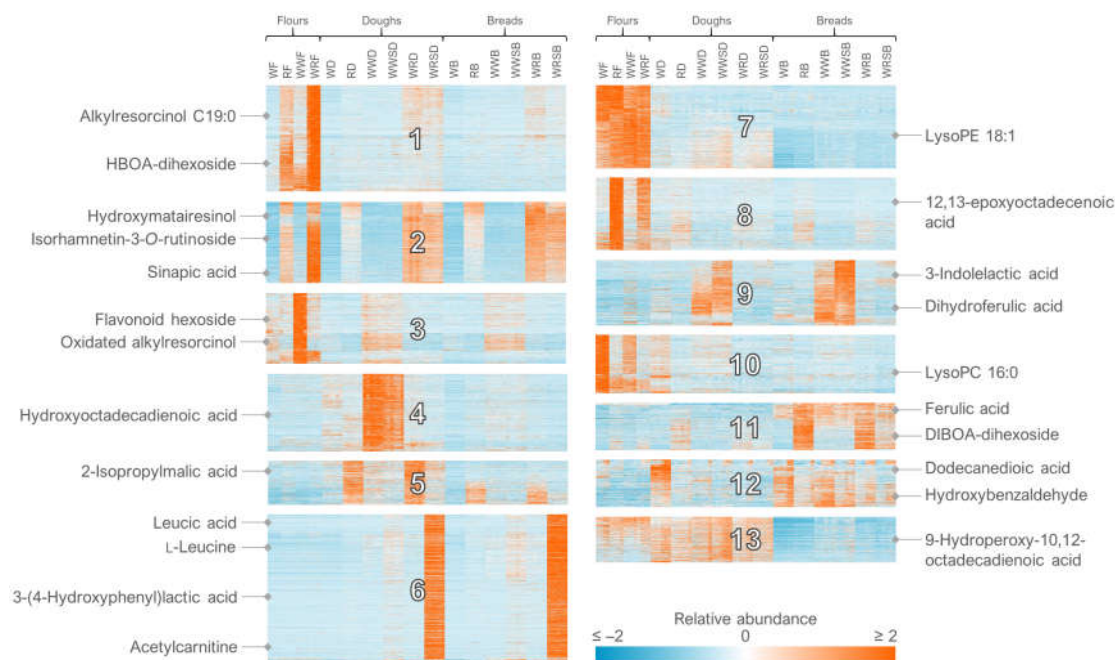 Flours Doughs Breads
WF RF WWF WRF WD RD WWD WWSD WRD WRSD WB RB WWB WWSB WRB WRSB
Alkylresorcinol C19:0
HBOA-dihexoside
1
Hydroxymatairesinol
Isorhamnetin-3-O-rutinoside
Sinapic acid
2
Flavonoid hexoside
Oxidated alkylresorcinol
3
Hydroxyoctadecadienoic acid
4
2-Isopropylmalic acid
5
Leucic acid
L-Leucine
3-(4-Hydroxyphenyl)lactic acid
Acetylcarnitine
6
Flours Doughs Breads
WF RF WWF WRF WD RD WWD WWSD WRD WRSD WB RB WWB WWSB WRB WRSB
7
LysoPE 18:1
8
12,13-epoxyoctadecenoic
acid
9
3-Indolelactic acid
Dihydroferulic acid
10
LysoPC 16:0
11
Ferulic acid
DIBOA-dihexoside
12
Dodecanedioic acid
Hydroxybenzaldehyde
13
9-Hydroperoxy-10,12-
octadecadienoic acid
Relative abundance
≤ –2 0 ≥ 2